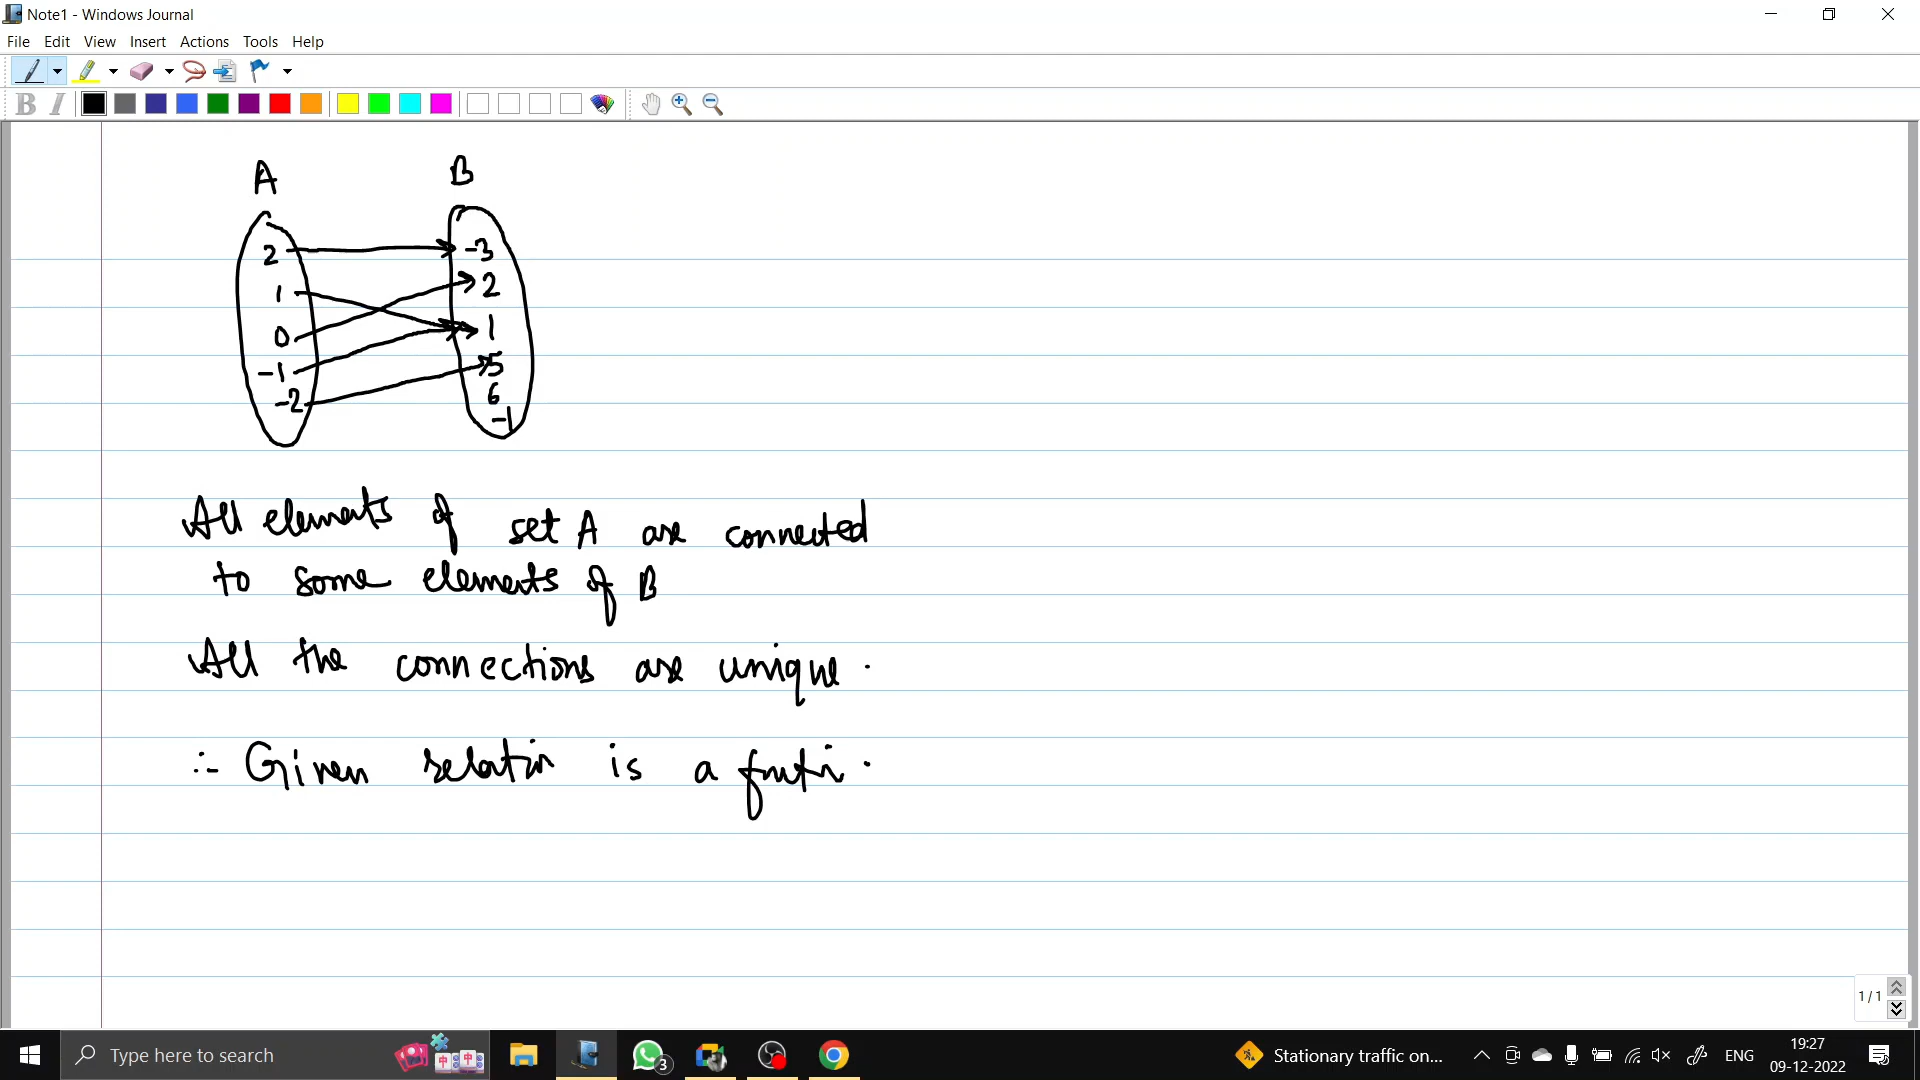 Note1 - Windows Journal
File Edit View Insert Actions Tools Help
B I
A B
2 -3
1 2
0 1
-1 5
-2 6
-1
All elements of set A are connected
to some elements of B
All the connections are unique.
∴ Given relation is a
1/1
Type here to search
3
Stationary traffic on...
ENG
19:27
09-12-2022